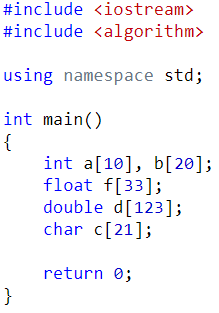 #include <iostream>
#include <algorithm>
using namespace std;
int main()
{
int a[10], b[20];
float f[33];
double d[123];
char c[21];
return 0;
}